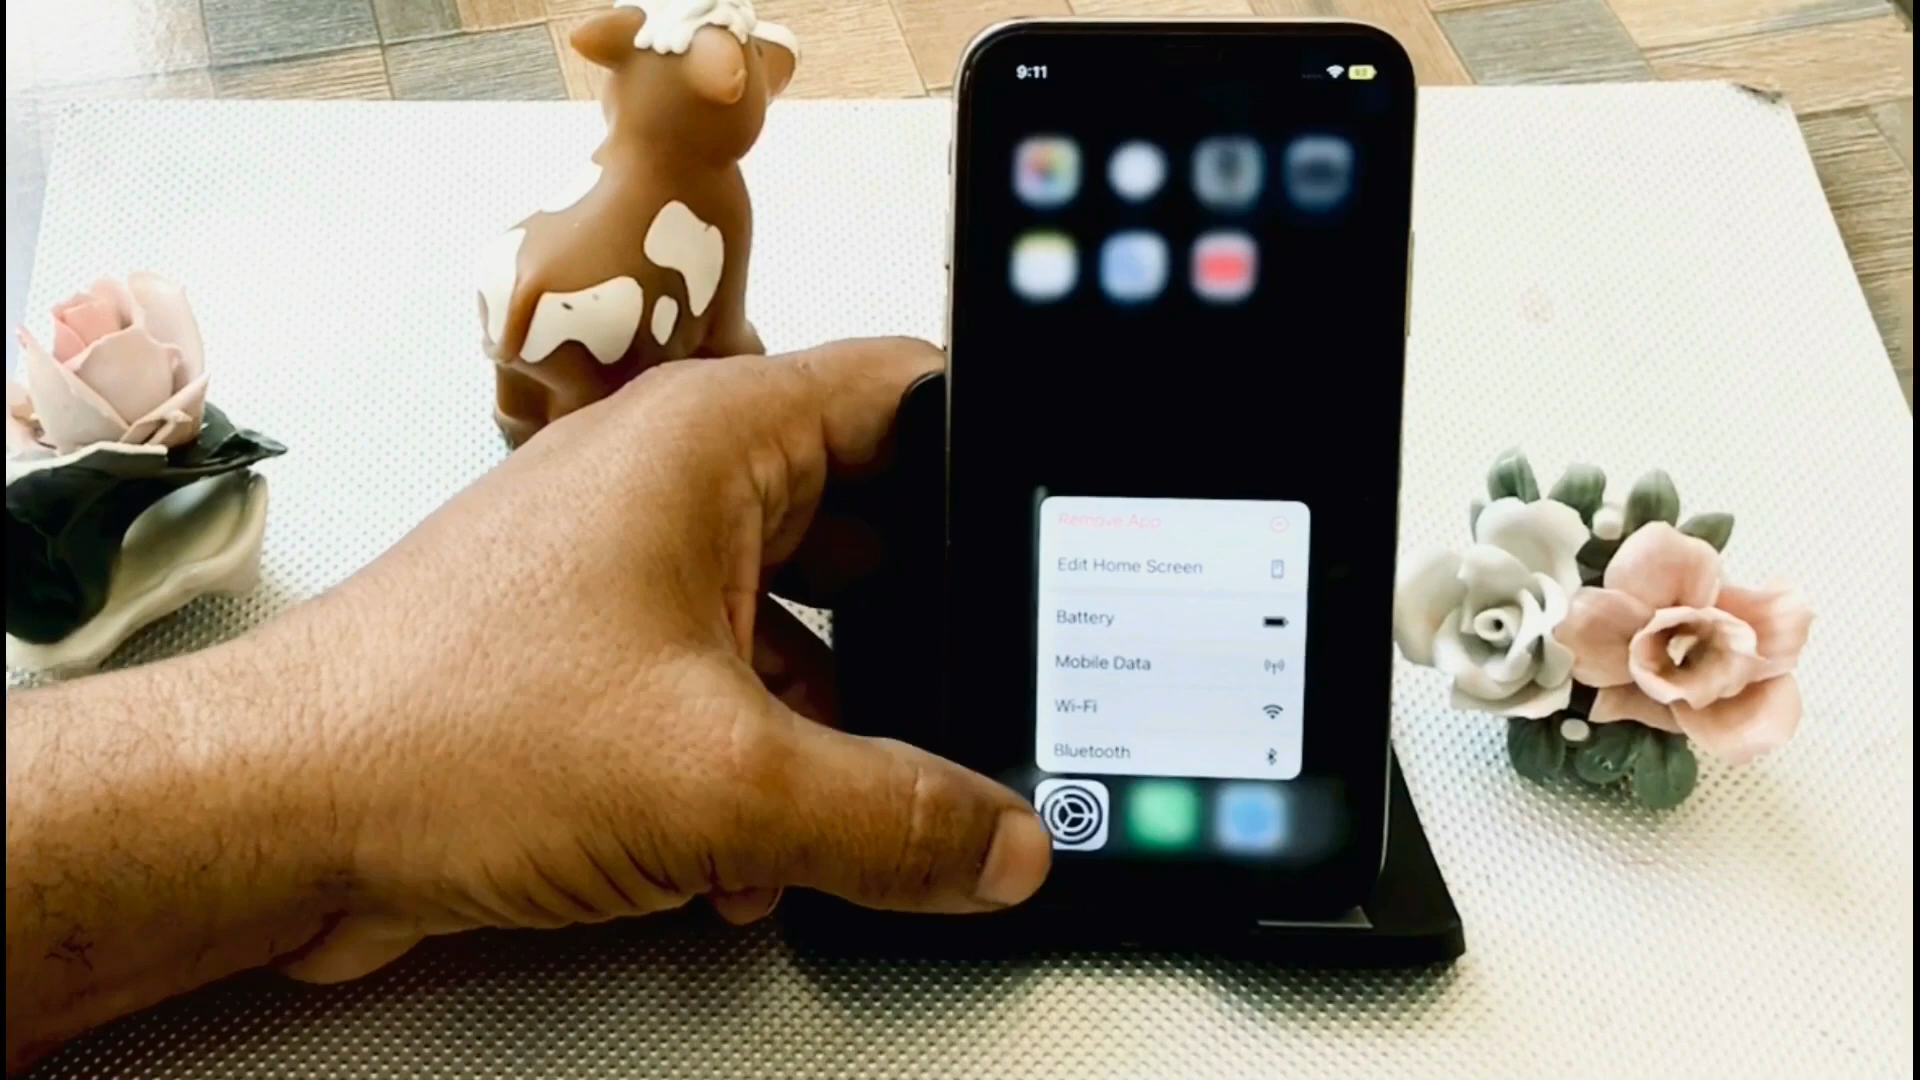 9:11
Remove App
Edit Home Screen
Battery
Mobile Data
Wi-Fi
Bluetooth